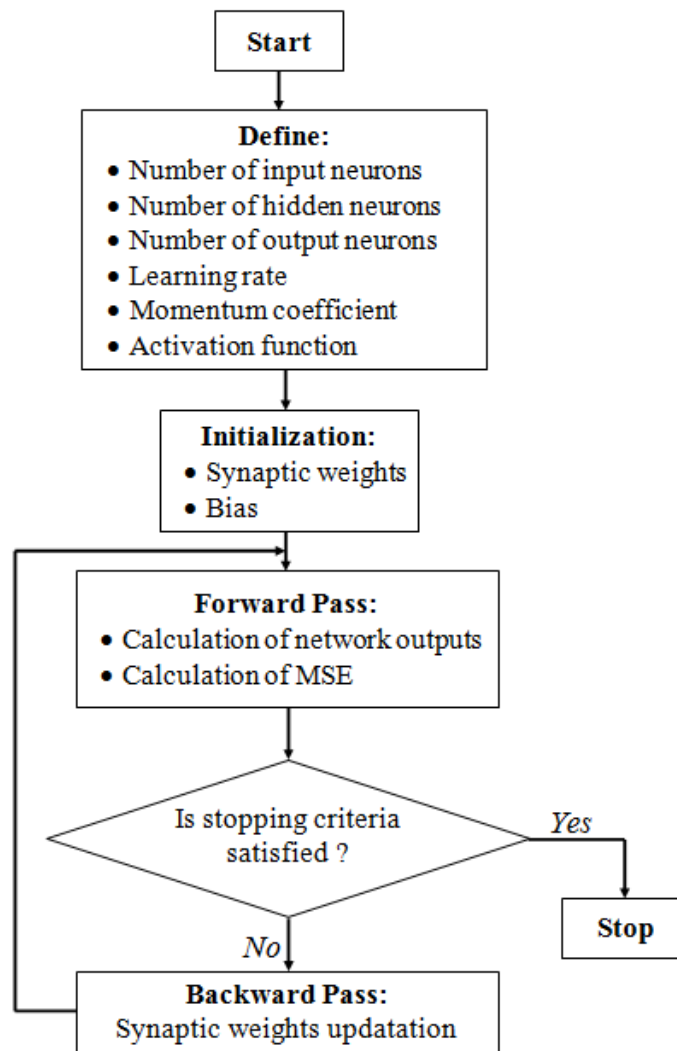 Start
Define:
• Number of input neurons
• Number of hidden neurons
• Number of output neurons
• Learning rate
• Momentum coefficient
• Activation function
Initialization:
• Synaptic weights
• Bias
Forward Pass:
• Calculation of network outputs
• Calculation of MSE
Is stopping criteria
satisfied ?
Yes
Stop
No
Backward Pass:
Synaptic weights updatation